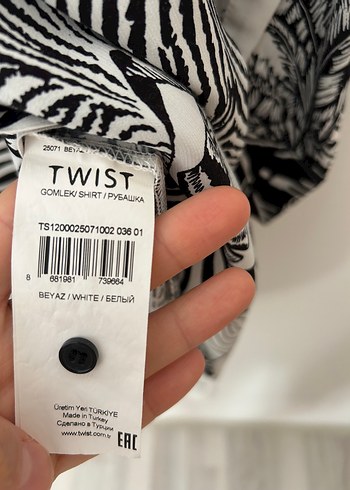 25071 BEYAZ
TWIST
GOMLEK/ SHIRT / РУБАШКА
TS1200025071002 036 01
8 681981 739664
BEYAZ / WHITE / БЕЛЫЙ
Üretim Yeri TÜRKİYE
Made in Turkey
Сделано в Турции
www.twist.com.tr
EAC